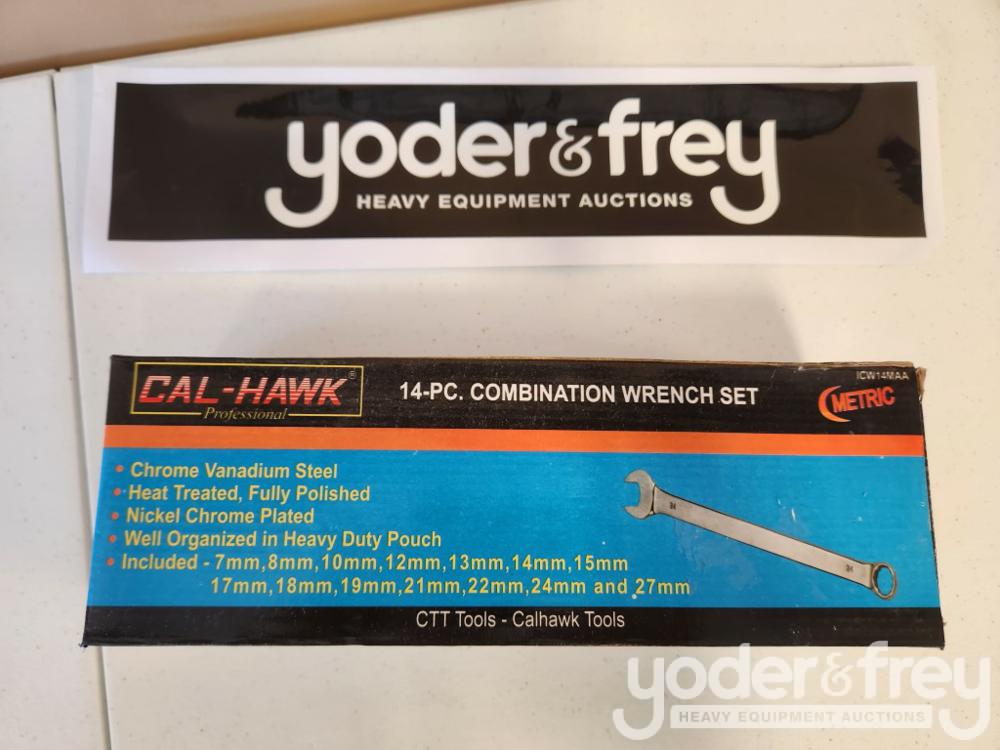 yoder & frey
HEAVY EQUIPMENT AUCTIONS
ICW14MAA
CAL-HAWK®
Professional
14-PC. COMBINATION WRENCH SET
METRIC
• Chrome Vanadium Steel
• Heat Treated, Fully Polished
• Nickel Chrome Plated
• Well Organized in Heavy Duty Pouch
• Included - 7mm,8mm,10mm,12mm,13mm,14mm,15mm
17mm,18mm,19mm,21mm,22mm,24mm and 27mm
24
24
CTT Tools - Calhawk Tools
yoder & frey
HEAVY EQUIPMENT AUCTIONS